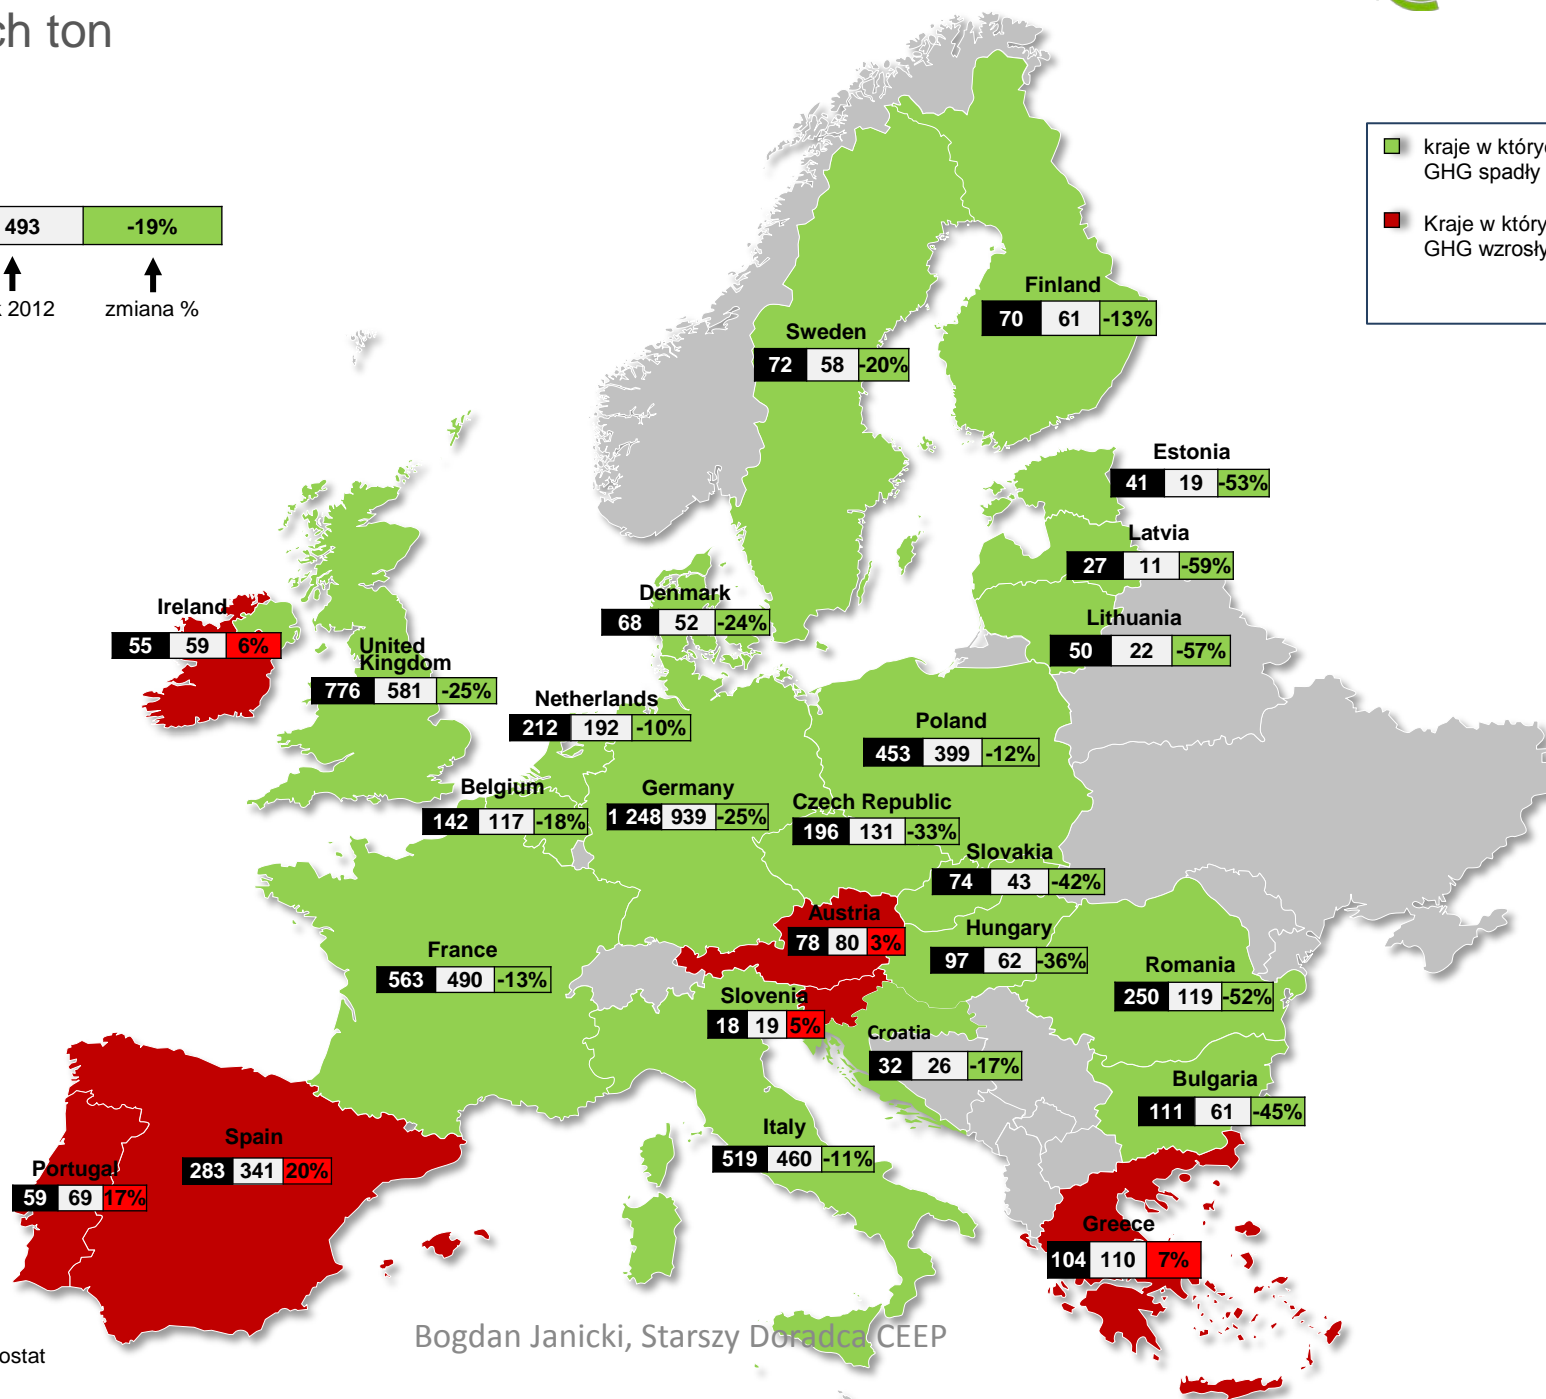 ch ton
493 -19%
k 2012 zmiana %
kraje w który
GHG spadły
Kraje w który
GHG wzrosły
Finland
70 61 -13%
Sweden
72 58 -20%
Estonia
41 19 -53%
Latvia
27 11 -59%
Denmark
68 52 -24%
Ireland
55 59 6%
Lithuania
50 22 -57%
United
Kingdom
776 581 -25%
Netherlands
212 192 -10%
Poland
453 399 -12%
Belgium
142 117 -18%
Germany
1 248 939 -25%
Czech Republic
196 131 -33%
Slovakia
74 43 -42%
Austria
78 80 3%
Hungary
97 62 -36%
France
563 490 -13%
Romania
250 119 -52%
Slovenia
18 19 5%
Croatia
32 26 -17%
Bulgaria
111 61 -45%
Spain
283 341 20%
Italy
519 460 -11%
Portugal
59 69 17%
Greece
104 110 7%
Bogdan Janicki, Starszy Doradca CEEP
ostat